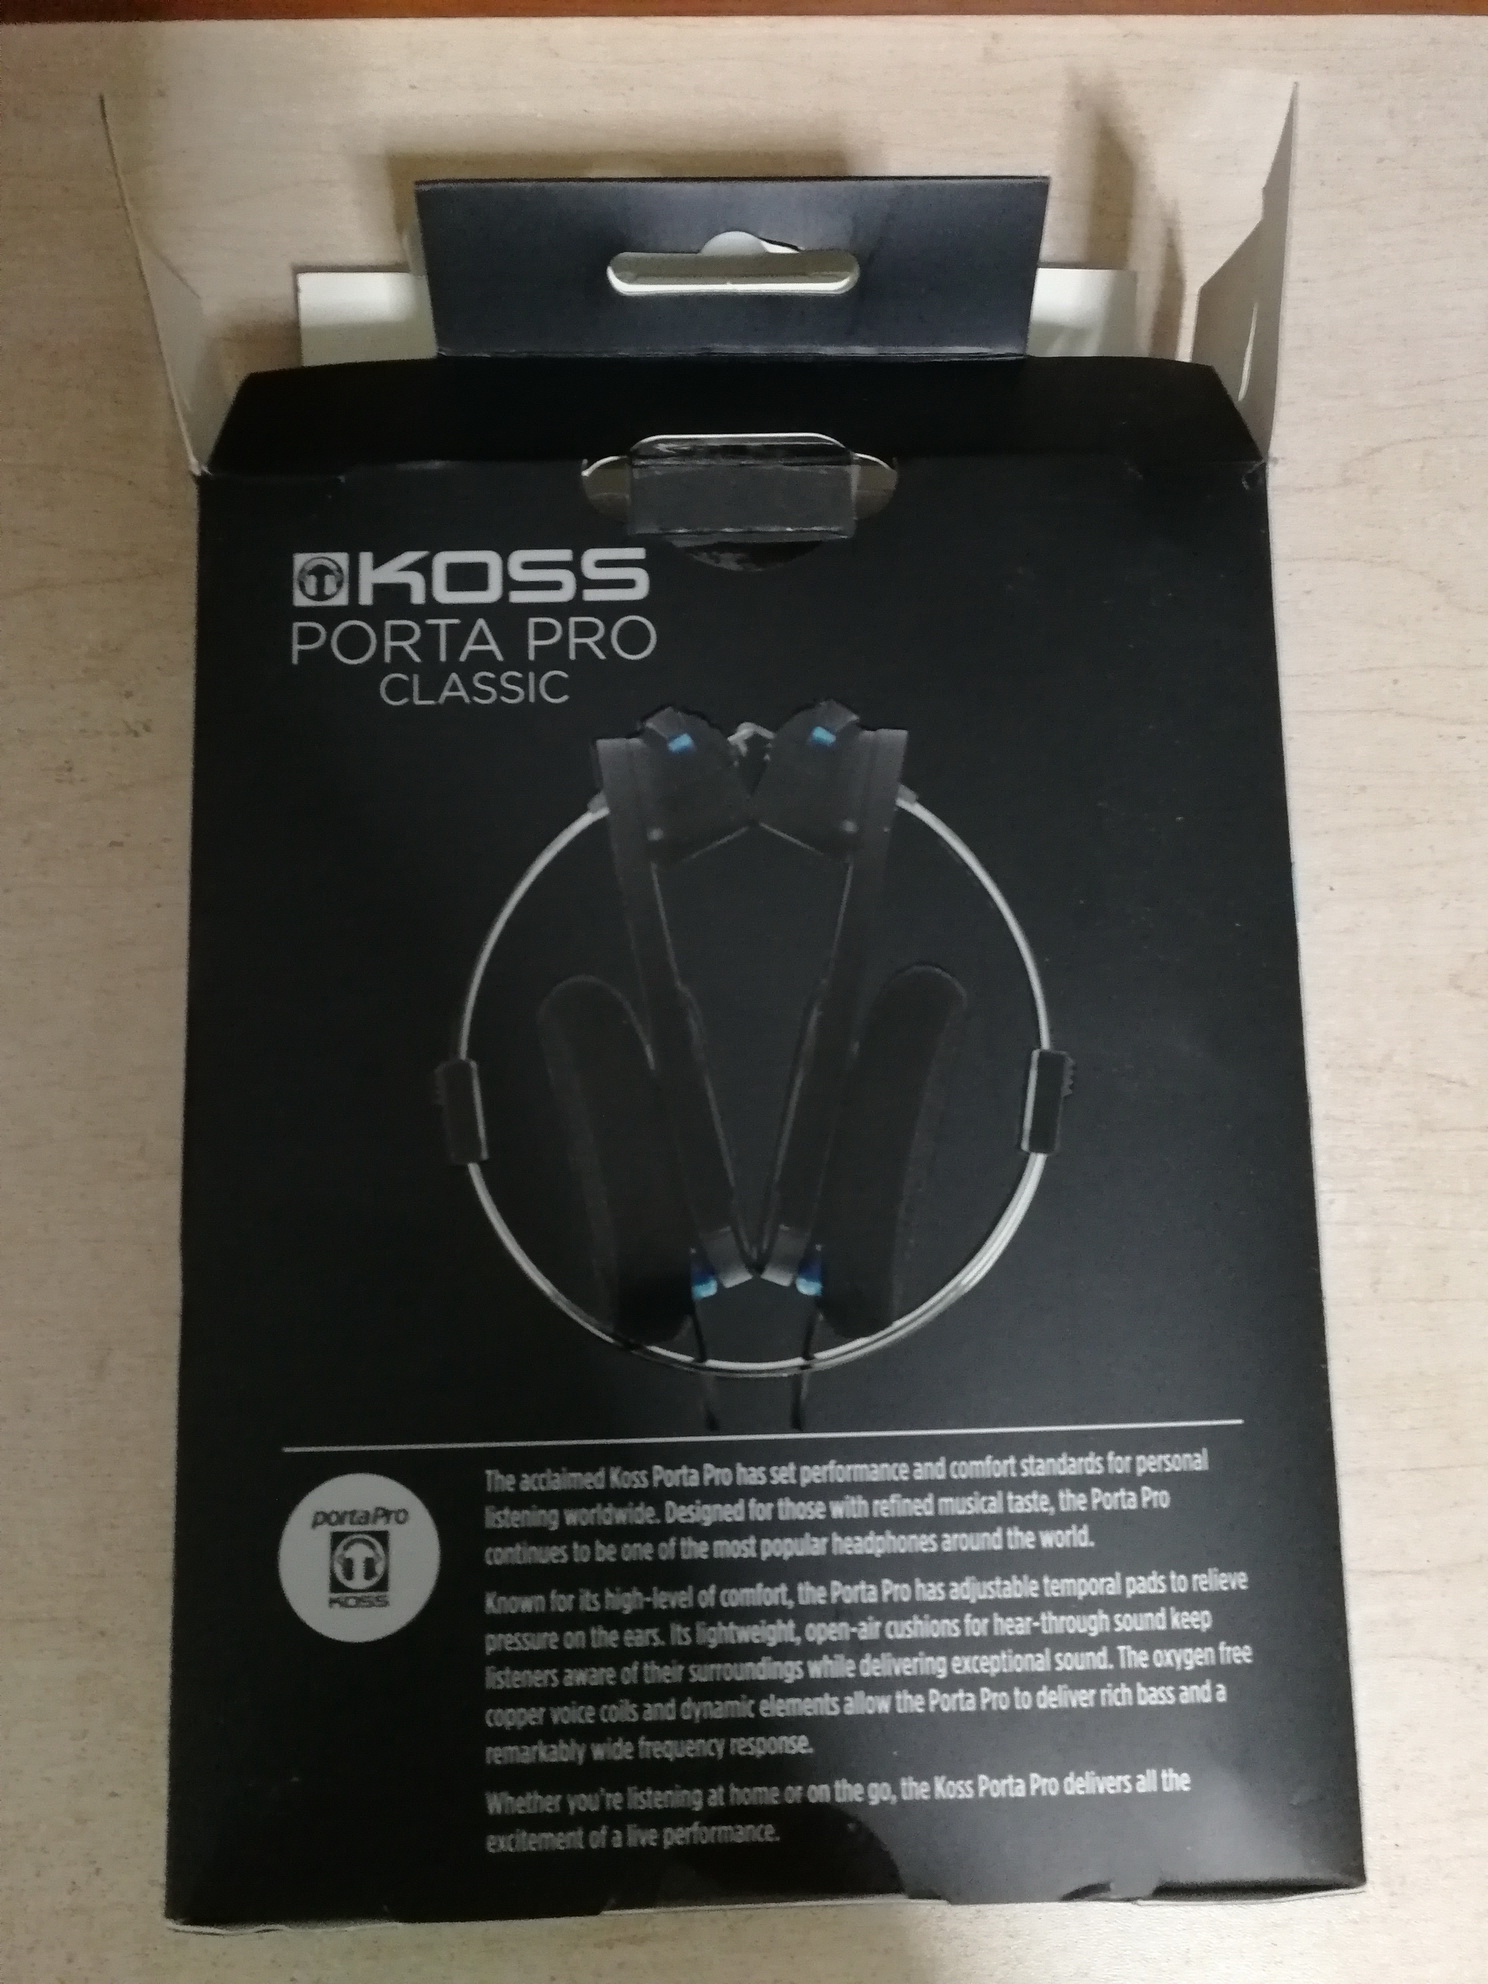 KOSS
PORTA PRO
CLASSIC
The acclaimed Koss Porta Pro has set performance and comfort standards for personal
listening worldwide. Designed for those with refined musical taste, the Porta Pro
continues to be one of the most popular headphones around the world.
portaPro
KOSS
Known for its high-level of comfort, the Porta Pro has adjustable temporal pads to relieve
pressure on the ears. Its lightweight, open-air cushions for hear-through sound keep
listeners aware of their surroundings while delivering exceptional sound. The oxygen free
copper voice coils and dynamic elements allow the Porta Pro to deliver rich bass and a
remarkably wide frequency response.
Whether you're listening at home or on the go, the Koss Porta Pro delivers all the
excitement of a live performance.